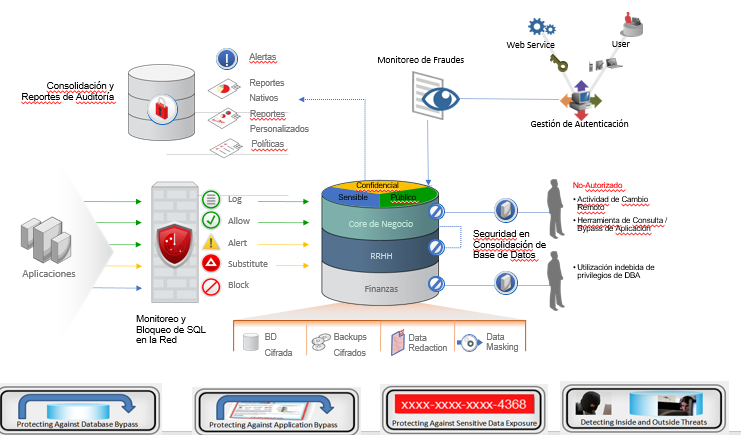 Web Service
User
Monitoreo de Fraudes
Gestión de Autenticación
Consolidación y
Reportes de Auditoría
Alertas
Reportes
Nativos
Reportes
Personalizados
Políticas
Aplicaciones
Log
Allow
Alert
Substitute
Block
Monitoreo y
Bloqueo de SQL
en la Red
Confidencial
Sensible
Publico
Core de Negocio
RRHH
Finanzas
Seguridad en
Consolidación de
Base de Datos
No-Autorizado
• Actividad de Cambio
Remoto
• Herramienta de Consulta /
Bypass de Aplicación
• Utilización indebida de
privilegios de DBA
BD
Cifrada
Backups
Cifrados
Data
Redaction
Data
Masking
Protecting Against Database Bypass
Protecting Against Application Bypass
xxxx-xxxx-xxxx-4368
Protecting Against Sensitive Data Exposure
Detecting Inside and Outside Threats